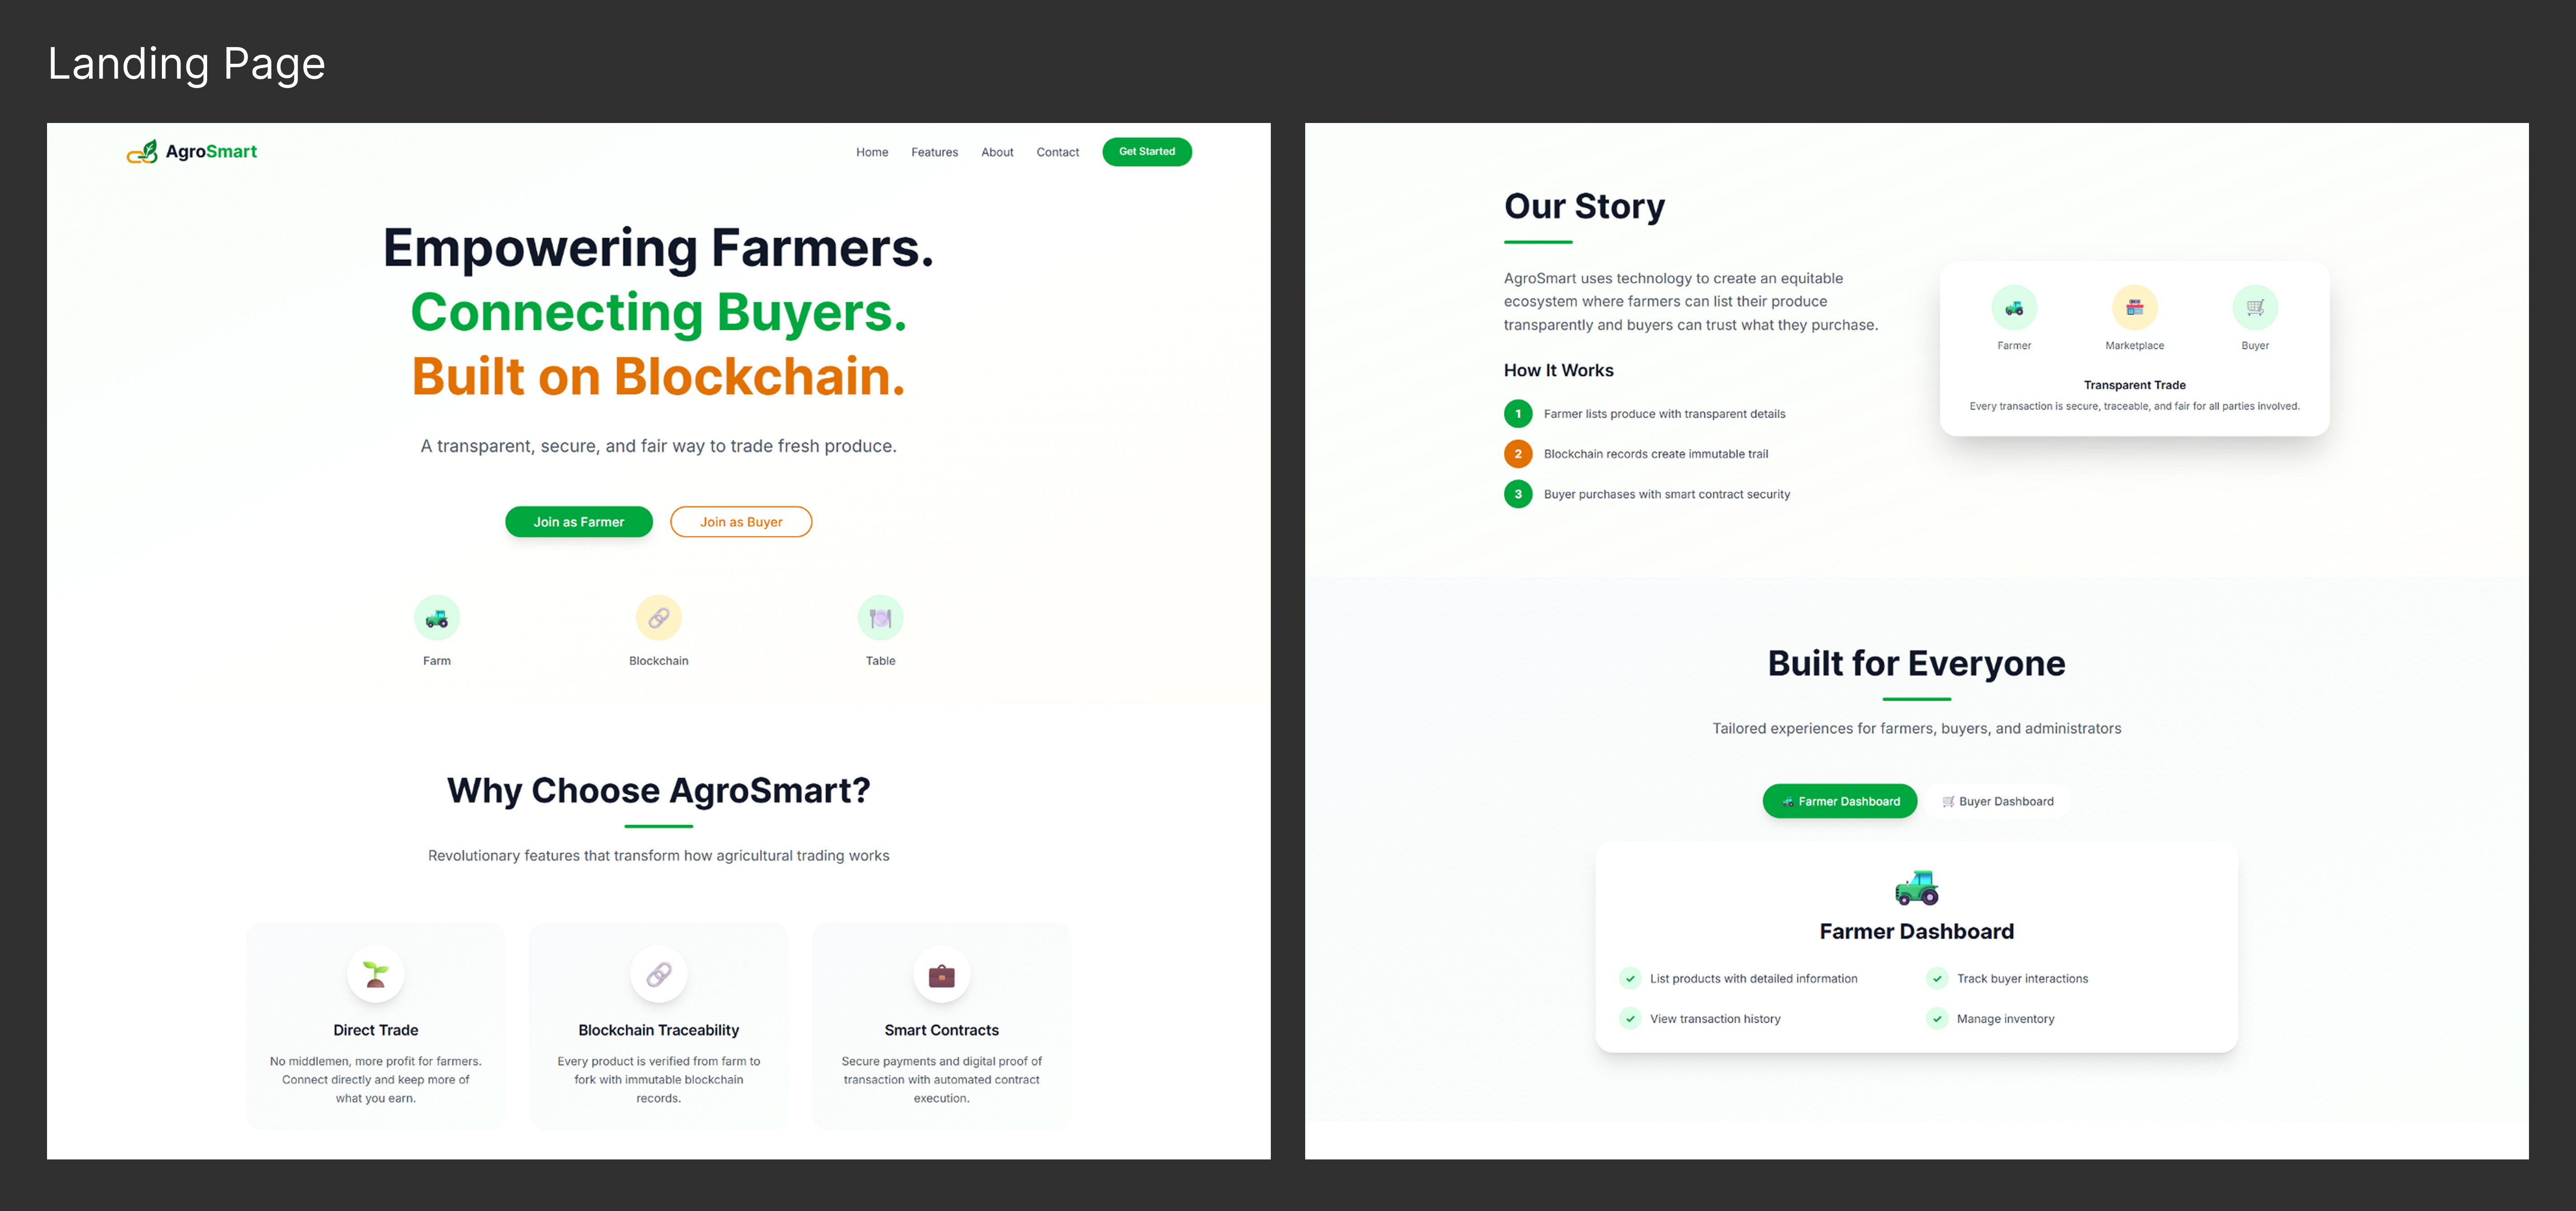 Landing Page
AgroSmart
Home
Features
About
Contact
Get Started
Empowering Farmers.
Connecting Buyers.
Built on Blockchain.
A transparent, secure, and fair way to trade fresh produce.
Join as Farmer
Join as Buyer
Farm
Blockchain
Table
Why Choose AgroSmart?
Revolutionary features that transform how agricultural trading works
Direct Trade
No middlemen, more profit for farmers.
Connect directly and keep more of
what you earn.
Blockchain Traceability
Every product is verified from farm to
fork with immutable blockchain
records.
Smart Contracts
Secure payments and digital proof of
transaction with automated contract
execution.
Our Story
AgroSmart uses technology to create an equitable
ecosystem where farmers can list their produce
transparently and buyers can trust what they purchase.
How It Works
1 Farmer lists produce with transparent details
2 Blockchain records create immutable trail
3 Buyer purchases with smart contract security
Farmer
Marketplace
Buyer
Transparent Trade
Every transaction is secure, traceable, and fair for all parties involved.
Built for Everyone
Tailored experiences for farmers, buyers, and administrators
Farmer Dashboard
Buyer Dashboard
Farmer Dashboard
List products with detailed information
Track buyer interactions
View transaction history
Manage inventory